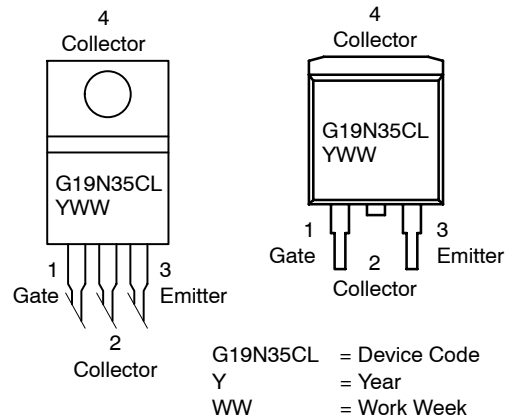 4
Collector
G19N35CL
YWW
1
Gate
3
Emitter
2
Collector
4
Collector
G19N35CL
YWW
1
Gate
3
Emitter
2
Collector
G19N35CL = Device Code
Y = Year
WW = Work Week